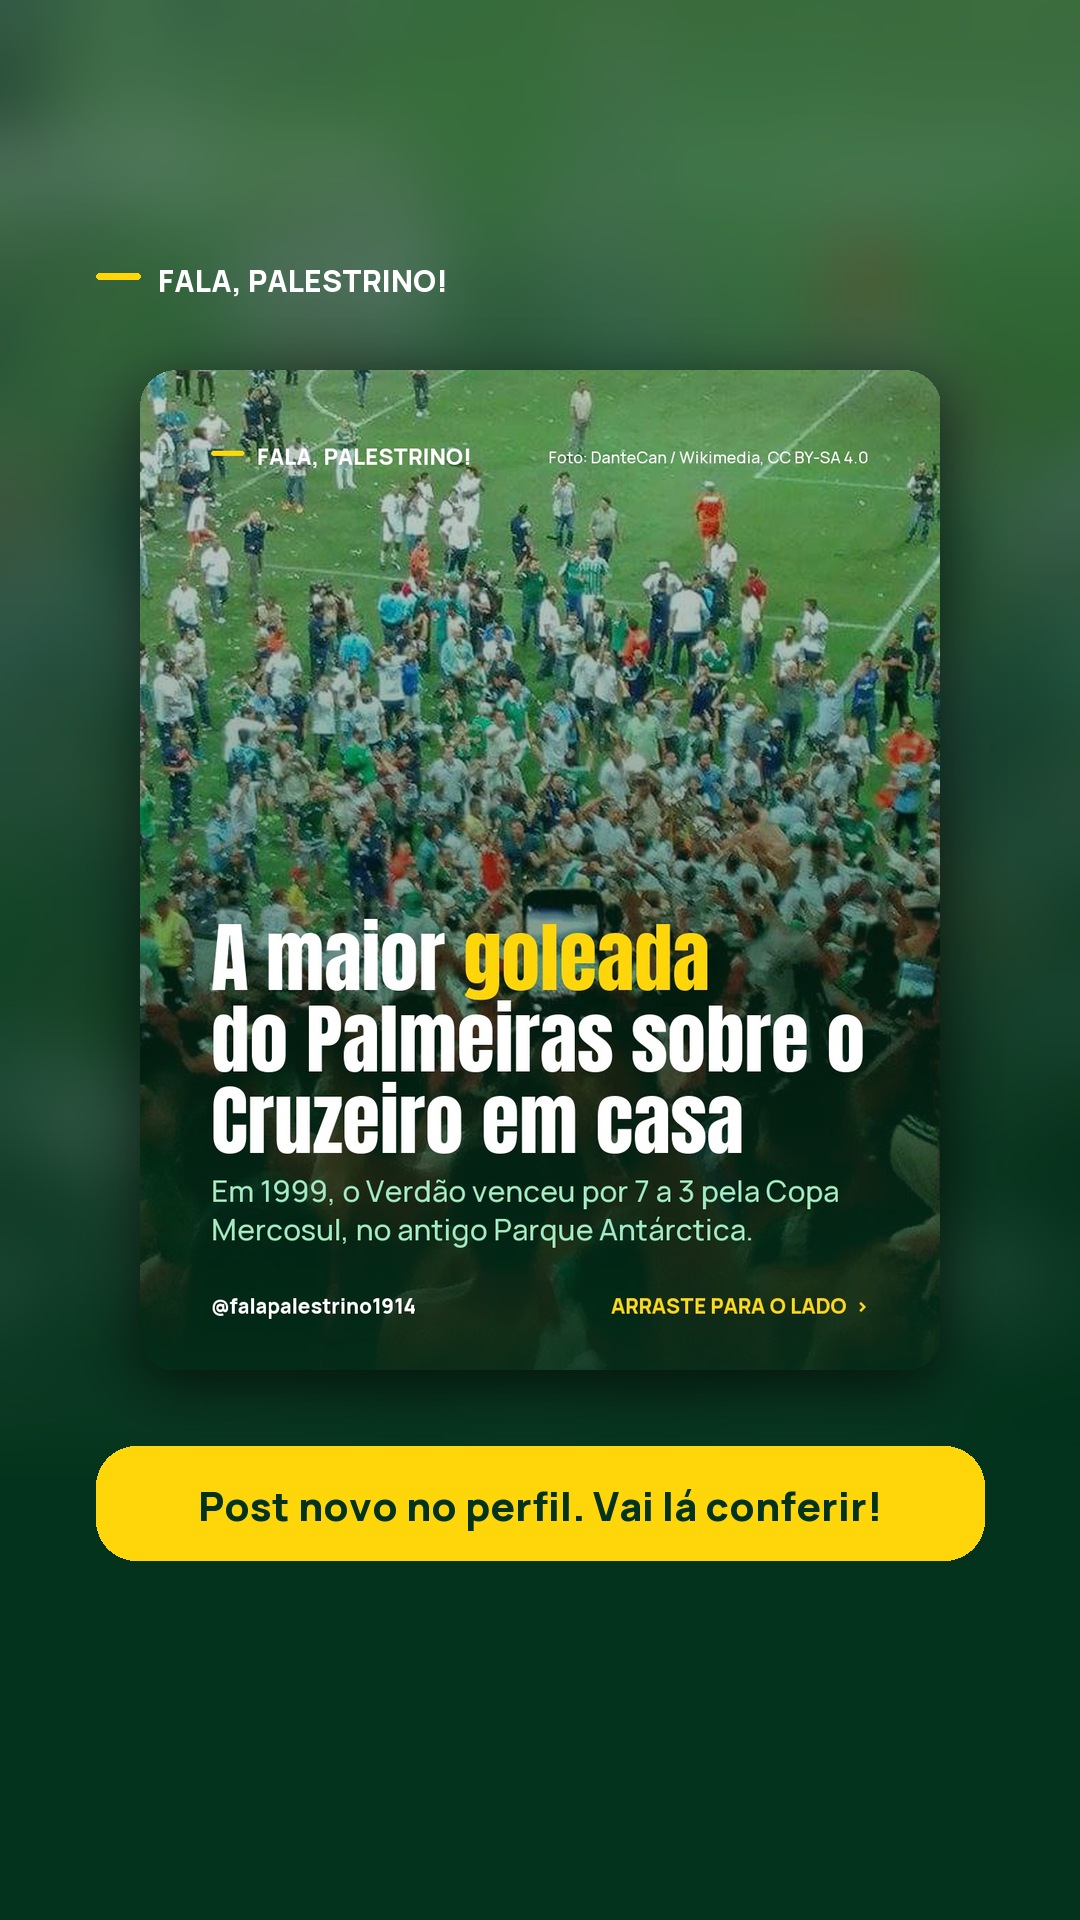 FALA, PALESTRINO!
FALA, PALESTRINO!
Foto: DanteCan / Wikimedia, CC BY-SA 4.0
A maior goleada
do Palmeiras sobre o
Cruzeiro em casa
Em 1999, o Verdão venceu por 7 a 3 pela Copa
Mercosul, no antigo Parque Antárctica.
@falapalestrino1914
ARRASTE PARA O LADO ›
Post novo no perfil. Vai lá conferir!